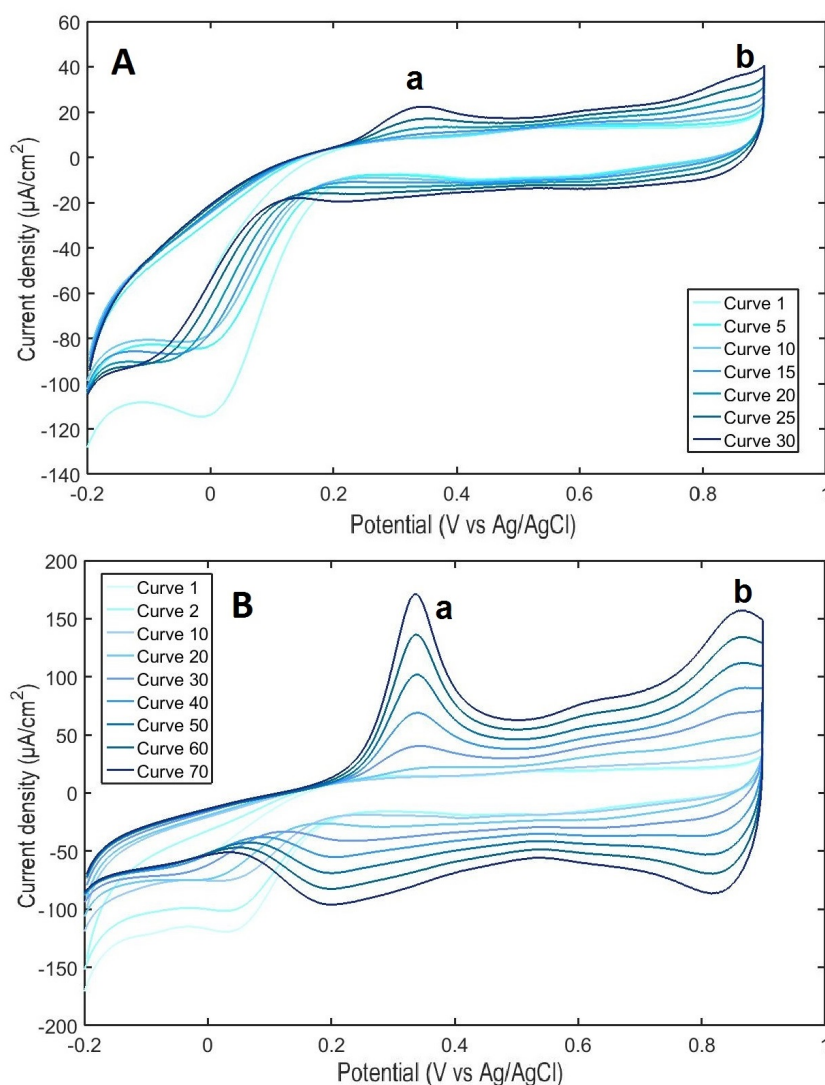 A
a
b
60
40
20
0
-20
-40
-60
-80
-100
-120
-140
Current density (µA/cm²)
Curve 1
Curve 5
Curve 10
Curve 15
Curve 20
Curve 25
Curve 30
-0.2 0 0.2 0.4 0.6 0.8 1
Potential (V vs Ag/AgCl)
B
a
b
200
150
100
50
0
-50
-100
-150
-200
Current density (µA/cm²)
Curve 1
Curve 2
Curve 10
Curve 20
Curve 30
Curve 40
Curve 50
Curve 60
Curve 70
-0.2 0 0.2 0.4 0.6 0.8 1
Potential (V vs Ag/AgCl)